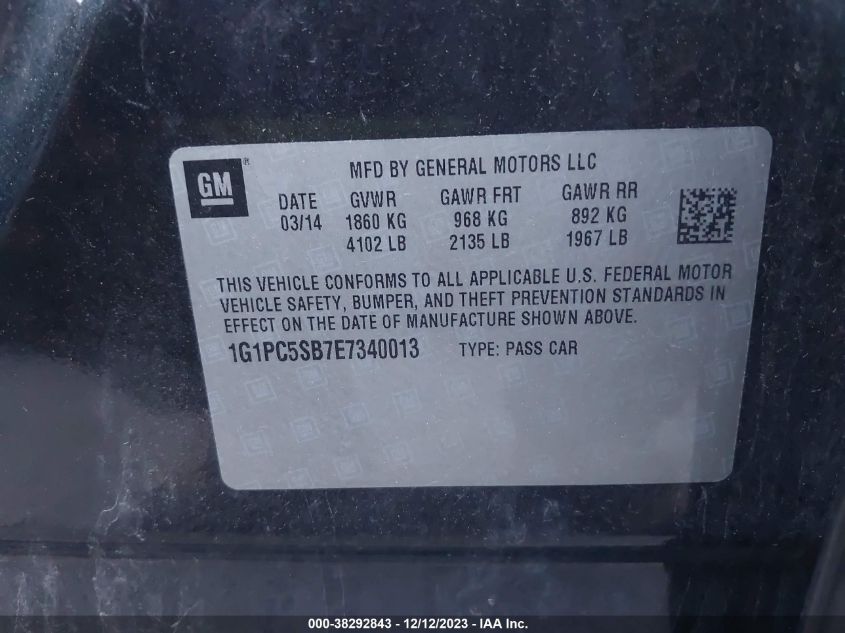 GM ®
MFD BY GENERAL MOTORS LLC
DATE GVWR GAWR FRT GAWR RR
03/14 1860 KG 968 KG 892 KG
4102 LB 2135 LB 1967 LB
THIS VEHICLE CONFORMS TO ALL APPLICABLE U.S. FEDERAL MOTOR
VEHICLE SAFETY, BUMPER, AND THEFT PREVENTION STANDARDS IN
EFFECT ON THE DATE OF MANUFACTURE SHOWN ABOVE.
1G1PC5SB7E7340013 TYPE: PASS CAR
000-38292843 - 12/12/2023 - IAA Inc.